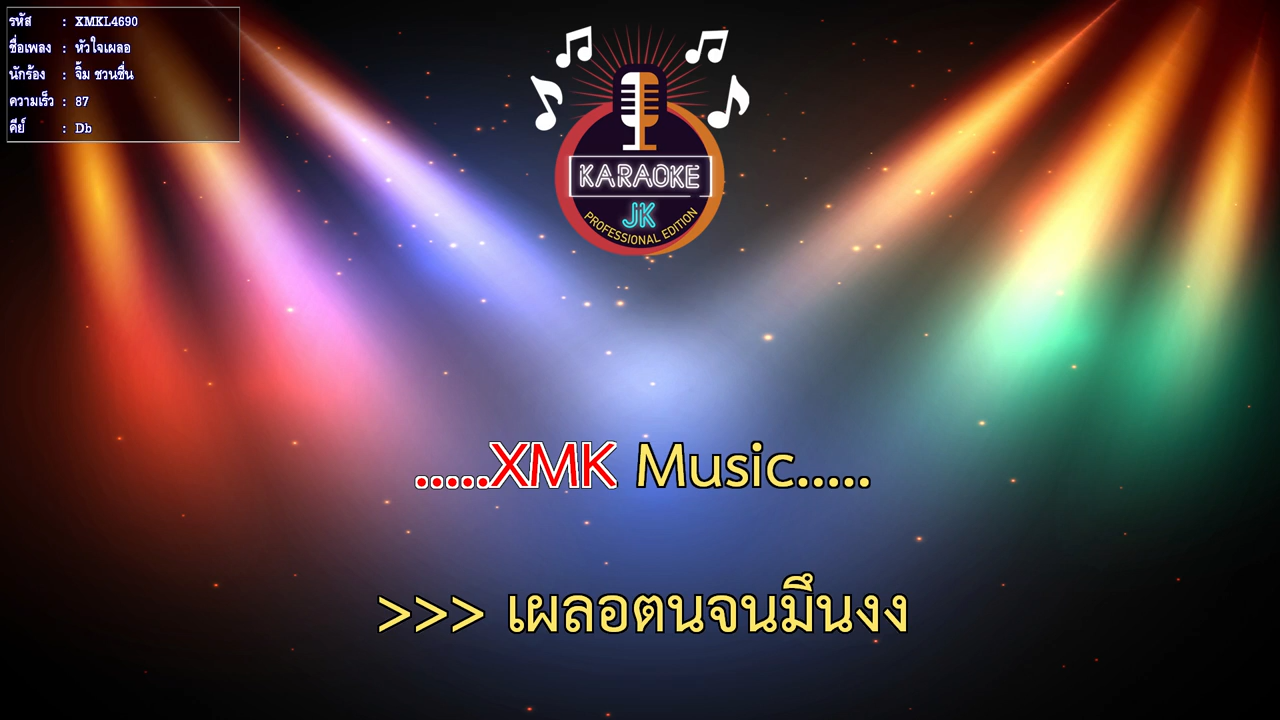 รหัส : XMKL4690
ชื่อเพลง : หัวใจเผลอ
นักร้อง : จิ้ม ชวนชื่น
ความเร็ว : 87
คีย์ : Db
KARAOKE
JK
PROFESSIONAL EDITION
.....XMK Music.....
>>> เผลอตนจนมึนงง